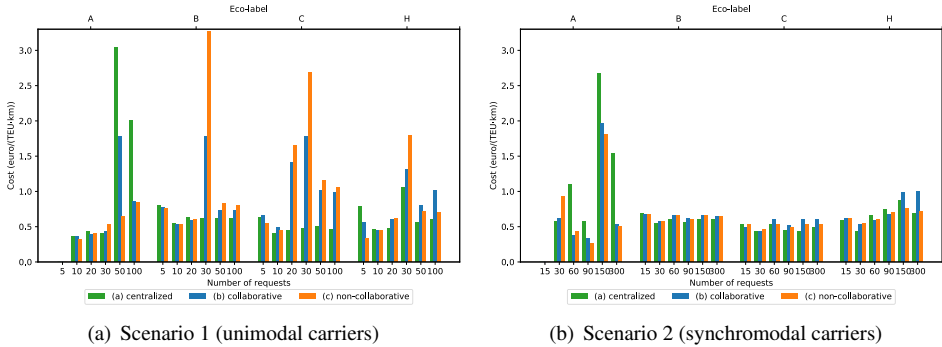 Eco-label
A B C H
Cost (euro/(TEU·km))
3.0
2.5
2.0
1.5
1.0
0.5
0.0
5 10 20 30 50 100 5 10 20 30 50 100 5 10 20 30 50 100 5 10 20 30 50 100
Number of requests
(a) centralized (b) collaborative (c) non-collaborative
(a) Scenario 1 (unimodal carriers)
Eco-label
A B C H
Cost (euro/(TEU·km))
3.0
2.5
2.0
1.5
1.0
0.5
0.0
15 30 60 90 150 300 15 30 60 90 150 300 15 30 60 90 150 300 15 30 60 90 150 300
Number of requests
(a) centralized (b) collaborative (c) non-collaborative
(b) Scenario 2 (synchromodal carriers)